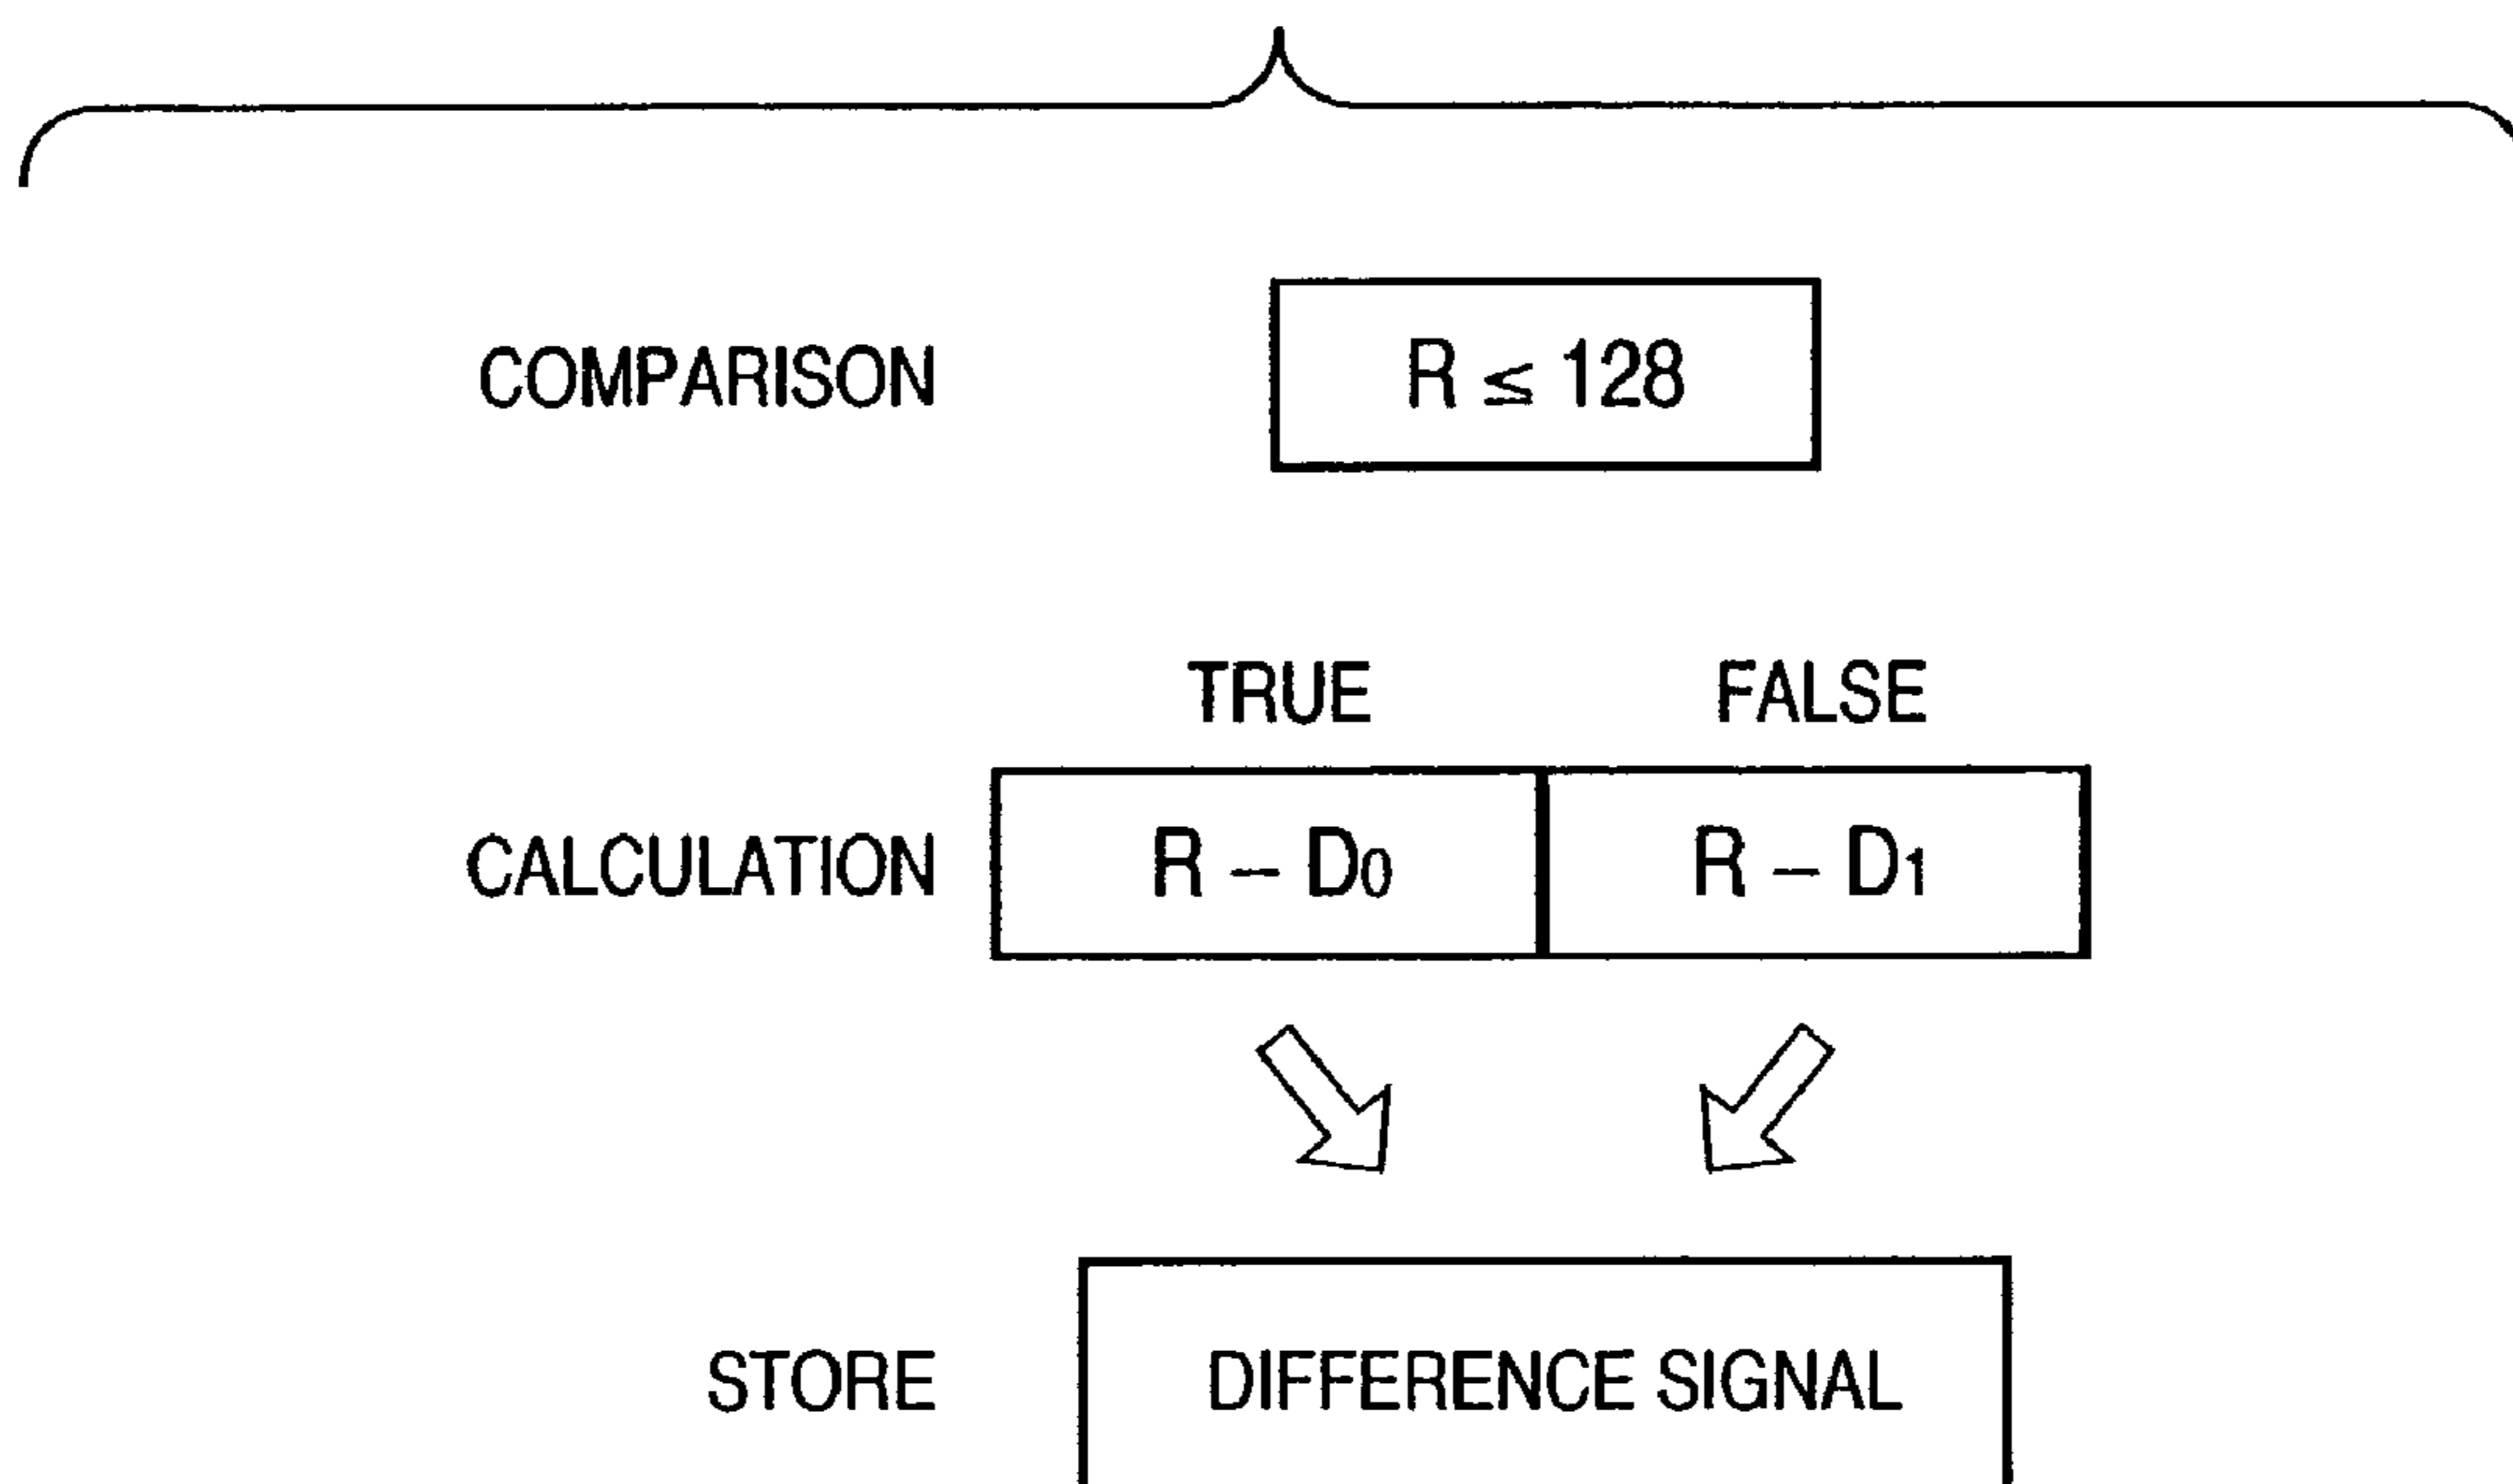 COMPARISON R ≤ 128
TRUE FALSE
CALCULATION R – D0 R – D1
STORE DIFFERENCE SIGNAL